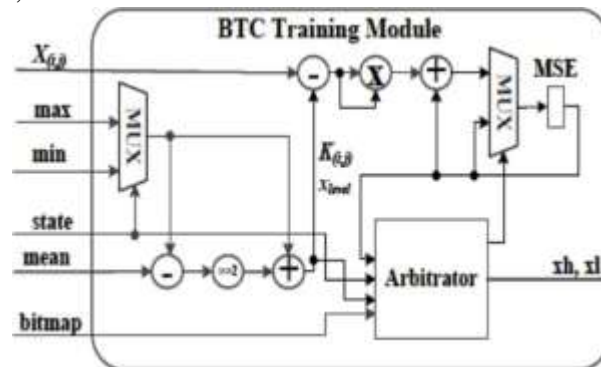 )
BTC Training Module
X(i,j)
-
X
+
MUX
MSE
max
MUX
min
K(i,j)
xlevel
state
mean
-
>>2
+
Arbitrator
xh, xl
bitmap